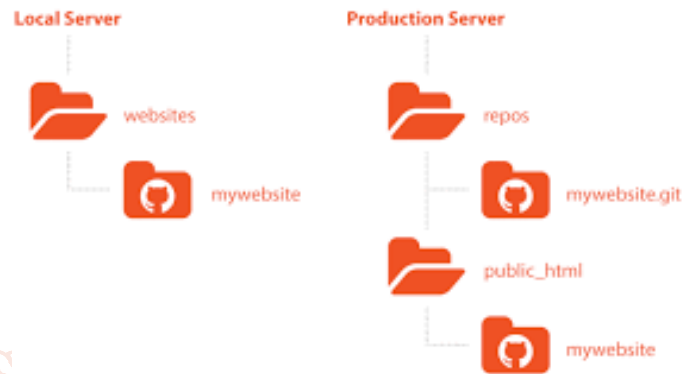 Local Server
websites
mywebsite
Production Server
repos
mywebsite.git
public_html
mywebsite